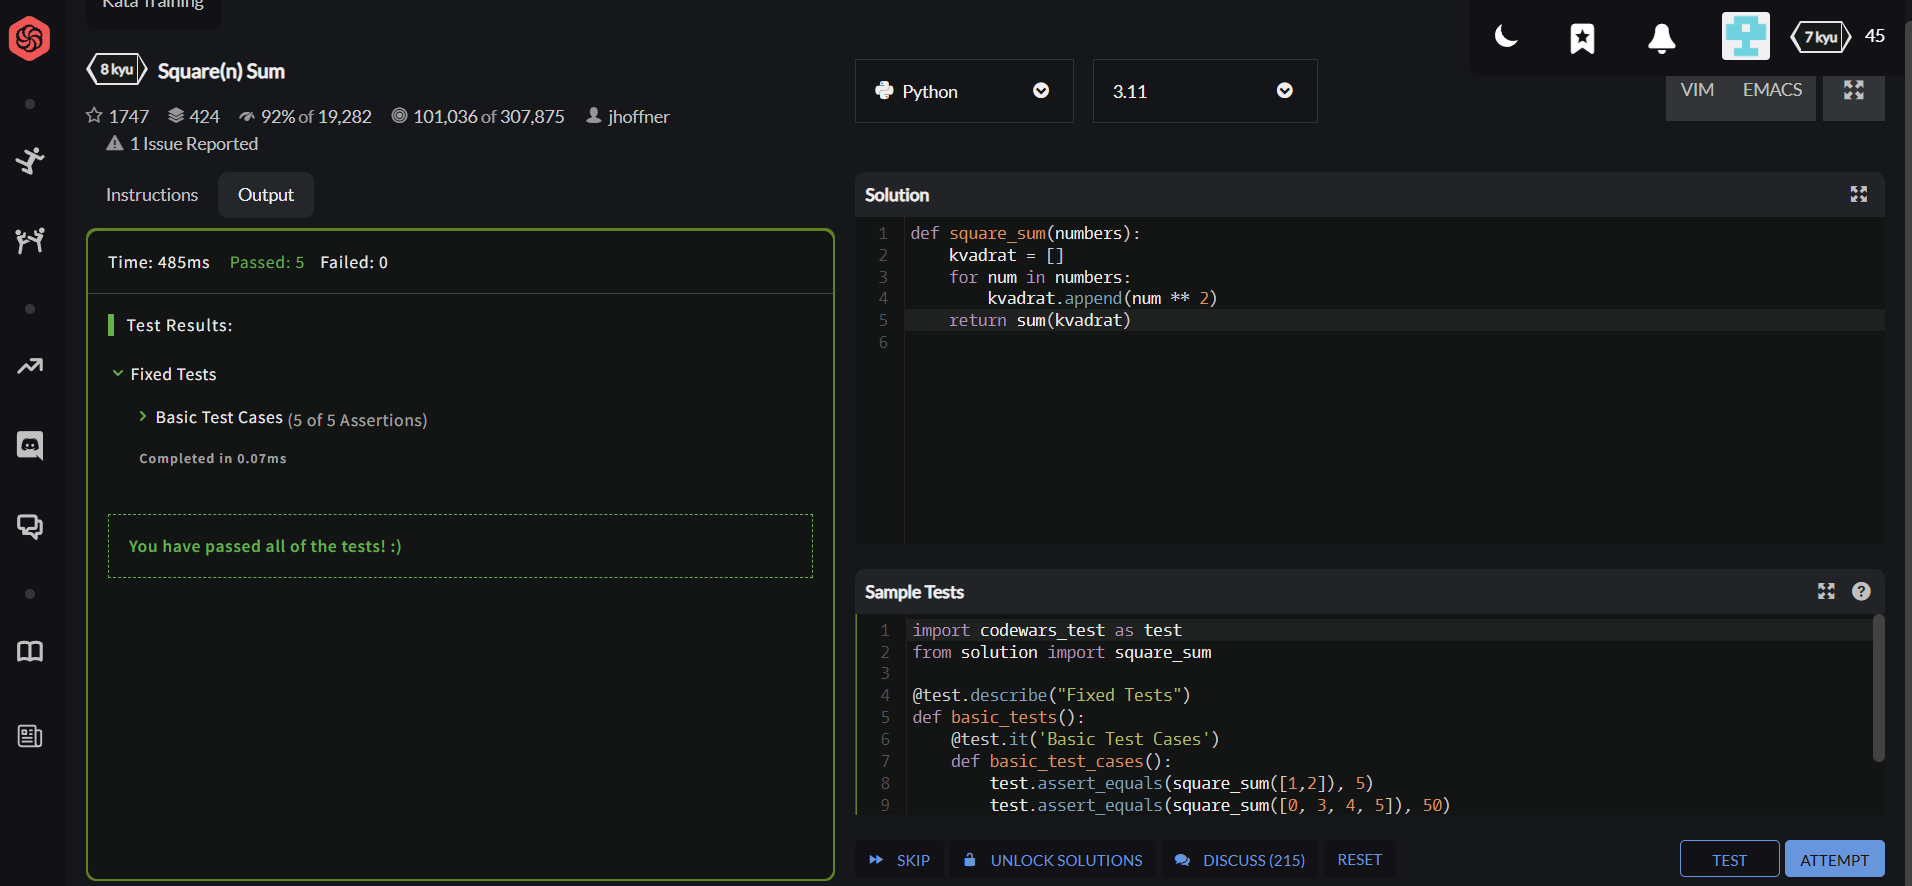 Kata Training
8 kyu Square(n) Sum
1747 424 92% of 19,282 101,036 of 307,875 jhoffner
1 Issue Reported
Instructions Output
Time: 485ms Passed: 5 Failed: 0
Test Results:
Fixed Tests
Basic Test Cases (5 of 5 Assertions)
Completed in 0.07ms
You have passed all of the tests! :)
7 kyu 45
Python 3.11
VIM EMACS
Solution
1 def square_sum(numbers):
2     kvadrat = []
3     for num in numbers:
4         kvadrat.append(num ** 2)
5     return sum(kvadrat)
6
Sample Tests
1 import codewars_test as test
2 from solution import square_sum
3
4 @test.describe("Fixed Tests")
5 def basic_tests():
6     @test.it('Basic Test Cases')
7     def basic_test_cases():
8         test.assert_equals(square_sum([1,2]), 5)
9         test.assert_equals(square_sum([0, 3, 4, 5]), 50)
SKIP UNLOCK SOLUTIONS DISCUSS (215) RESET TEST ATTEMPT